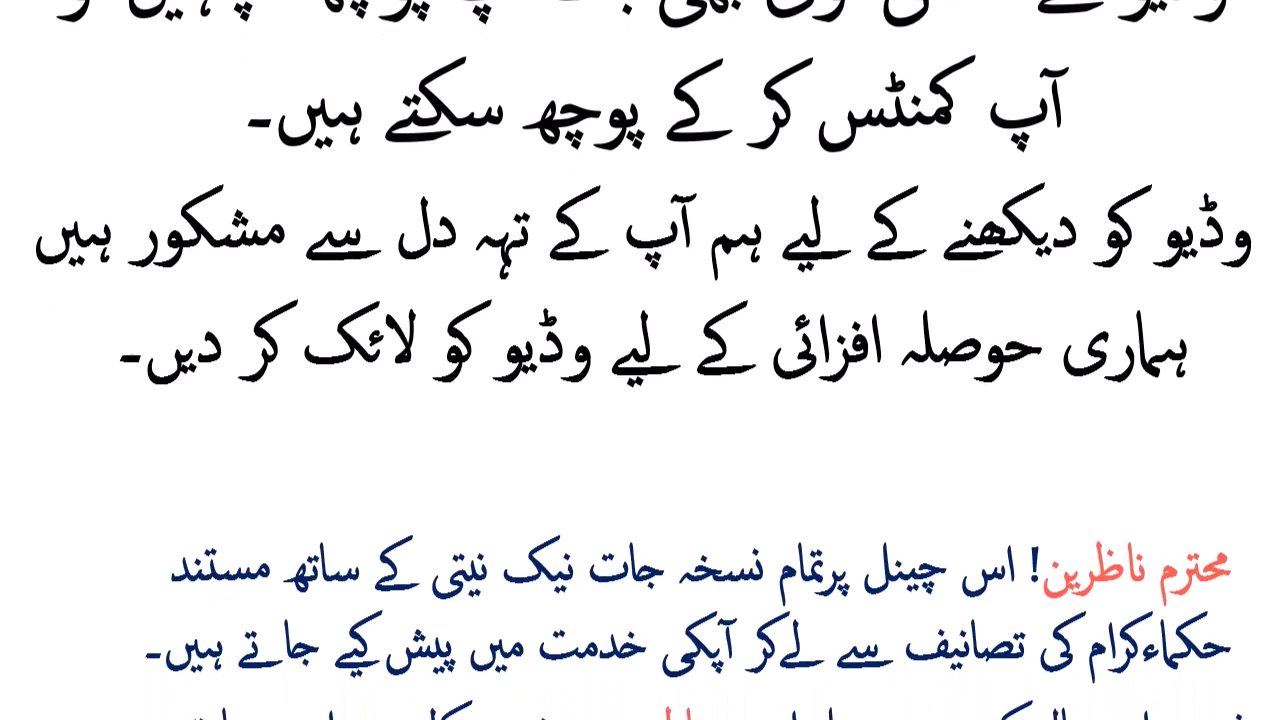 آپ کمنٹس کر کے پوچھ سکتے ہیں۔
وڈیو کو دیکھنے کے لیے ہم آپ کے تہہ دل سے مشکور ہیں
ہماری حوصلہ افزائی کے لیے وڈیو کو لائک کر دیں۔
محترم ناظرین! اس چینل پرتمام نسخہ جات نیک نیتی کے ساتھ مستند
حکماءکرام کی تصانیف سے لےکر آپکی خدمت میں پیش کیے جاتے ہیں۔